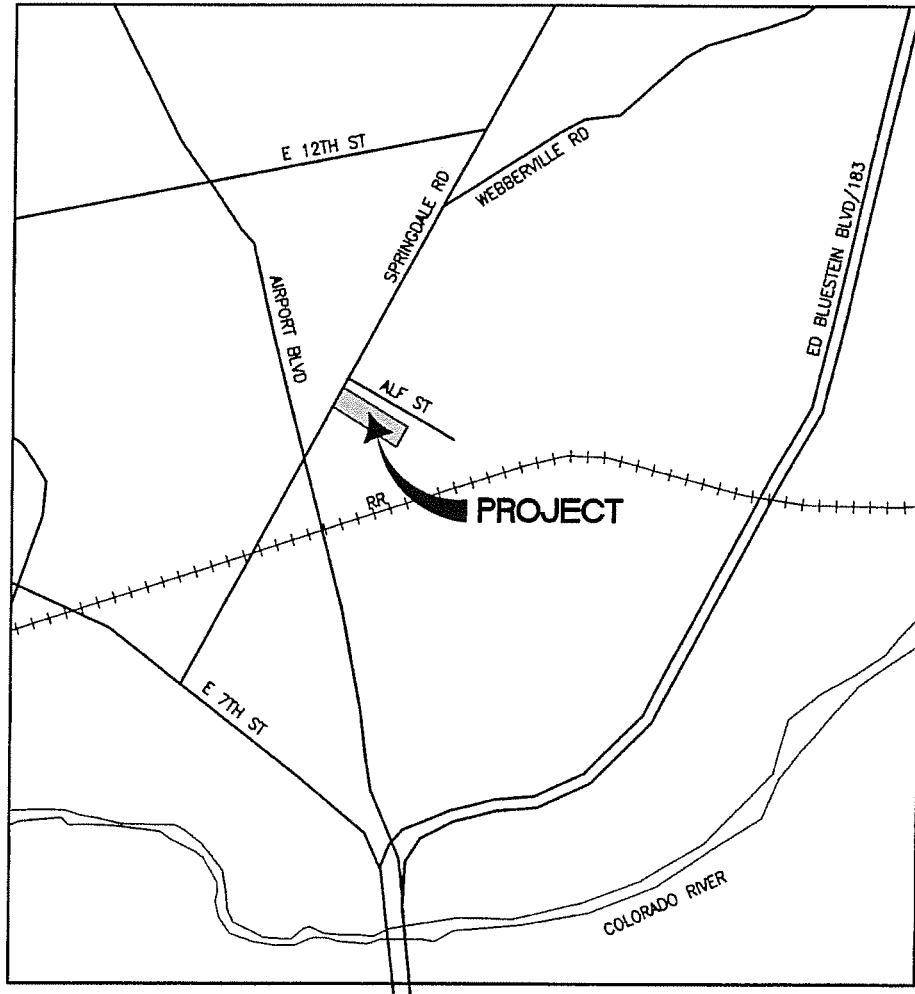 E 12TH ST
WEBBERVILLE RD
SPRINGDALE RD
ED BLUESTEIN BLVD/183
AIRPORT BLVD
ALF ST
RR
PROJECT
E 7TH ST
COLORADO RIVER